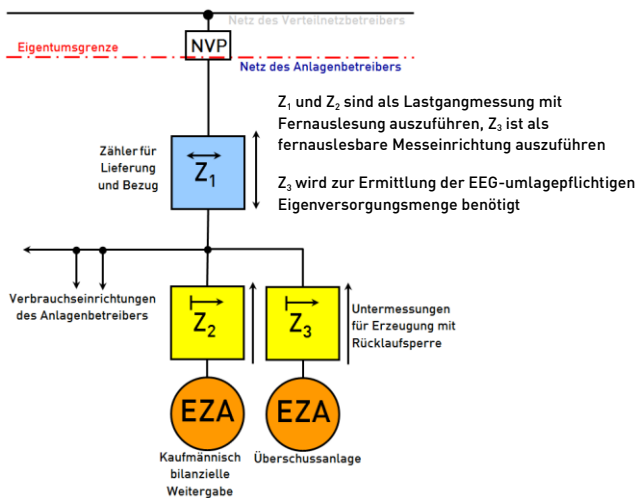 Netz des Verteilnetzbetreibers
Eigentumsgrenze
NVP
Netz des Anlagenbetreibers
Z₁ und Z₂ sind als Lastgangmessung mit
Fernauslesung auszuführen, Z₃ ist als
fernauslesbare Messeinrichtung auszuführen
Zähler für
Lieferung
und Bezug
Z₁
Z₃ wird zur Ermittlung der EEG-umlagepflichtigen
Eigenversorgungsmenge benötigt
Verbrauchseinrichtungen
des Anlagenbetreibers
Z₂
Z₃
Untermessungen
für Erzeugung mit
Rücklaufsperre
EZA
EZA
Kaufmännisch
bilanzielle
Weitergabe
Überschussanlage